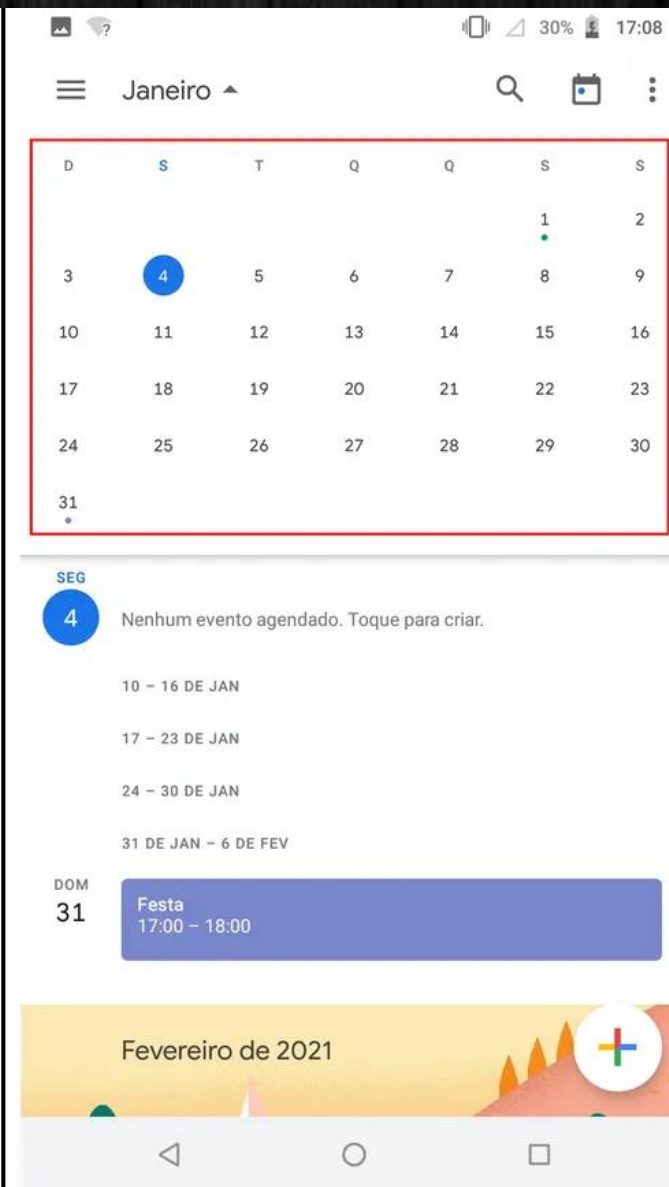 30% 17:08
Janeiro
D S T Q Q S S
1 2
3 4 5 6 7 8 9
10 11 12 13 14 15 16
17 18 19 20 21 22 23
24 25 26 27 28 29 30
31
SEG
4 Nenhum evento agendado. Toque para criar.
10 – 16 DE JAN
17 – 23 DE JAN
24 – 30 DE JAN
31 DE JAN – 6 DE FEV
DOM
31
Festa
17:00 – 18:00
Fevereiro de 2021